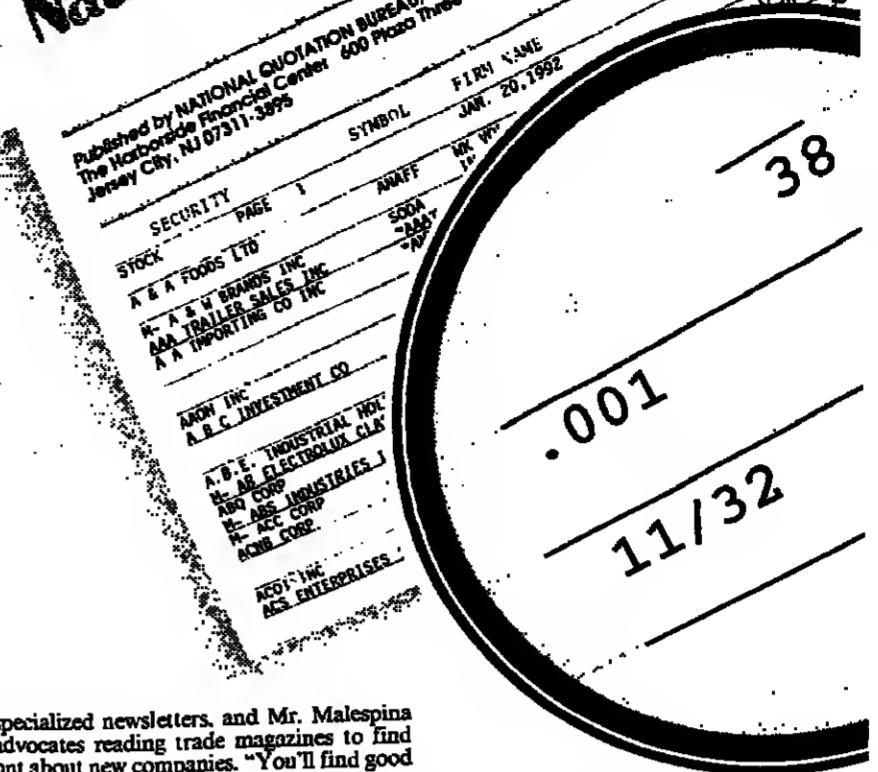 Published by NATIONAL QUOTATION BUREAU,
The Harborside Financial Center 600 Plaza Three
Jersey City, NJ 07311-3895
SECURITY SYMBOL FIRM NAME
STOCK PAGE 1 JAN. 20,1992
A & A FOODS LTD ANAFF
M- A & W BRANDS INC SODA
AAA TRAILER SALES INC
A A IMPORTING CO INC
AAON INC
A B C INVESTMENT CO
A.B.E. INDUSTRIAL HOL
M- AB ELECTROLUX CLA
ABQ CORP
M- ABS INDUSTRIES I
M- ACC CORP
ACNB CORP.
ACS ENTERPRISES
38
.001
11/32
specialized newsletters, and Mr. Malespina
advocates reading trade magazines to find
about new companies. "You'll find good